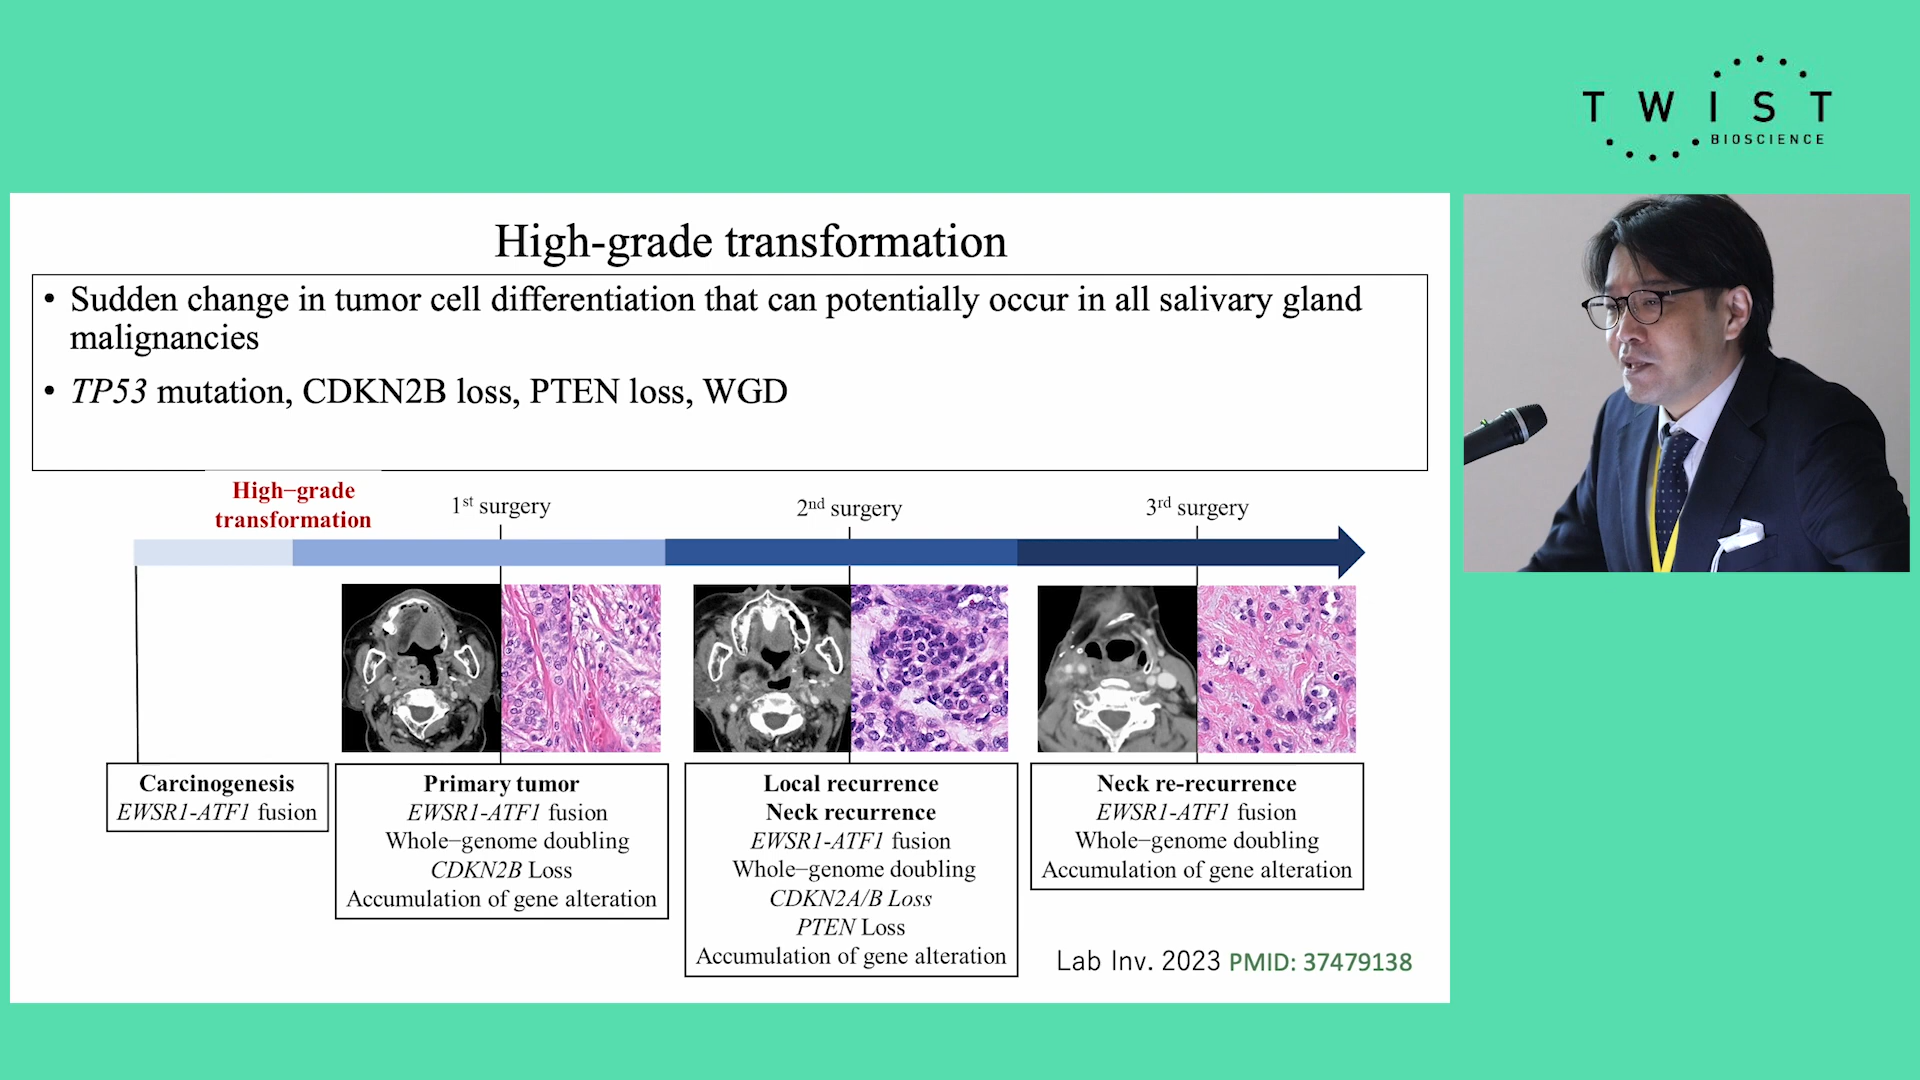 TWIST
BIOSCIENCE
High-grade transformation
• Sudden change in tumor cell differentiation that can potentially occur in all salivary gland
malignancies
• TP53 mutation, CDKN2B loss, PTEN loss, WGD
High−grade
transformation
1st surgery
2nd surgery
3rd surgery
Carcinogenesis
EWSR1-ATF1 fusion
Primary tumor
EWSR1-ATF1 fusion
Whole−genome doubling
CDKN2B Loss
Accumulation of gene alteration
Local recurrence
Neck recurrence
EWSR1-ATF1 fusion
Whole−genome doubling
CDKN2A/B Loss
PTEN Loss
Accumulation of gene alteration
Neck re-recurrence
EWSR1-ATF1 fusion
Whole−genome doubling
Accumulation of gene alteration
Lab Inv. 2023 PMID: 37479138